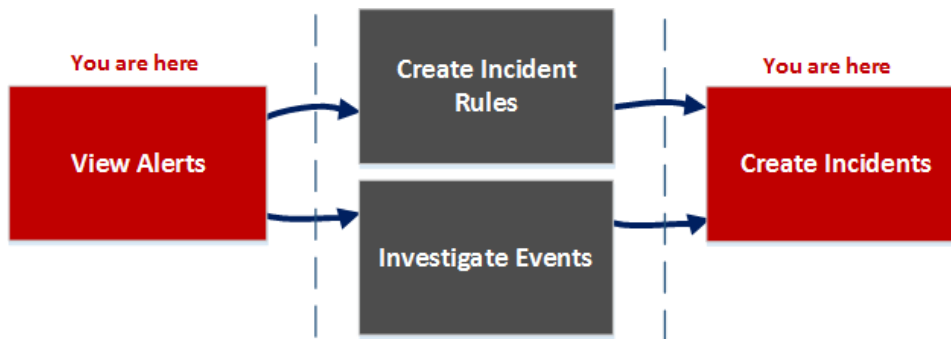 You are here
View Alerts
Create Incident
Rules
Investigate Events
You are here
Create Incidents